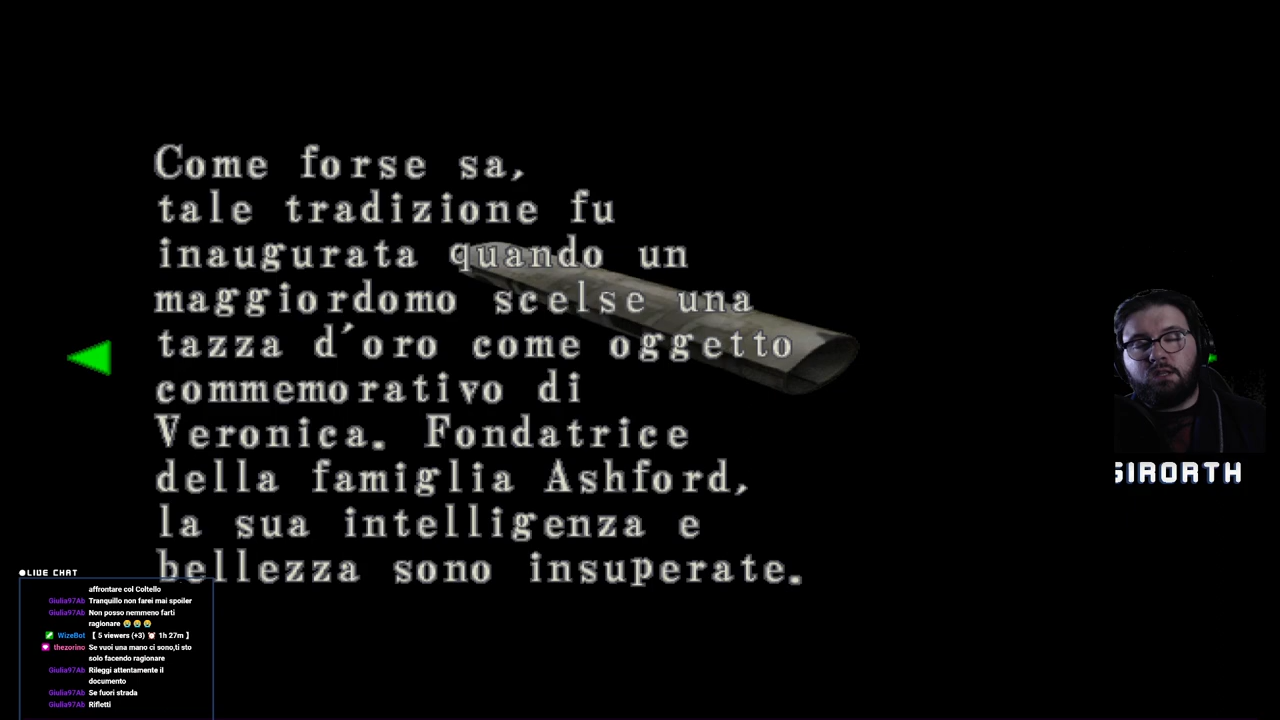 Come forse sa,
tale tradizione fu
inaugurata quando un
maggiordomo scelse una
tazza d'oro come oggetto
commemorativo di
Veronica. Fondatrice
della famiglia Ashford,
la sua intelligenza e
bellezza sono insuperate.
SIRORTH
LIVE CHAT
affrontare col Coltello
Giulia97Ab Tranquillo non farei mai spoiler
Giulia97Ab Non posso nemmeno farti
ragionare 😭 😭 😭
WizeBot 【 5 viewers (+3) ⏰ 1h 27m 】
thezorino Se vuoi una mano ci sono,ti sto
solo facendo ragionare
Giulia97Ab Rileggi attentamente il
documento
Giulia97Ab Se fuori strada
Giulia97Ab Rifletti